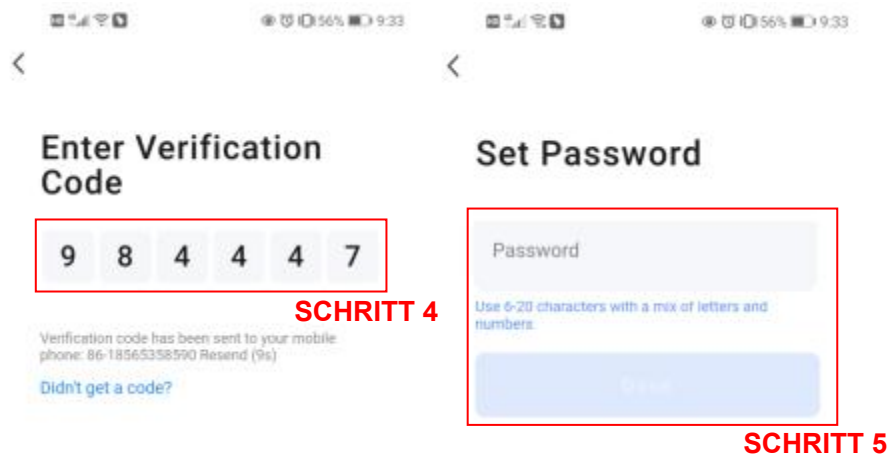 56% 9:33
Enter Verification
Code
9 8 4 4 4 7
SCHRITT 4
Verification code has been sent to your mobile
phone: 86-18565358590 Resend (9s)
Didn't get a code?
56% 9:33
Set Password
Password
Use 6-20 characters with a mix of letters and
numbers
Done
SCHRITT 5